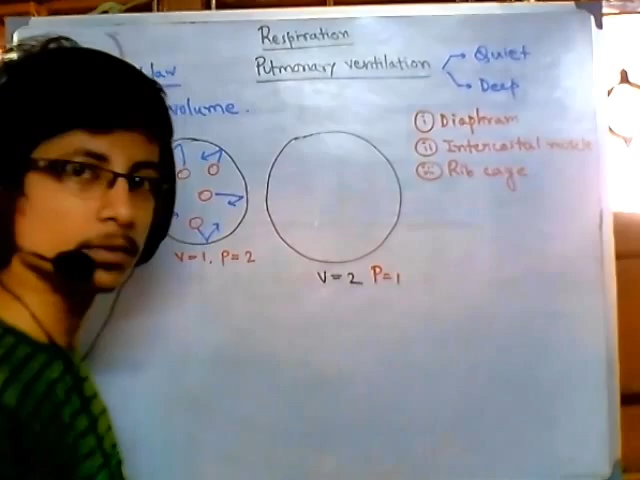 Respiration
Pulmonary ventilation
Quiet
Deep
law
volume.
(i) Diaphram
(ii) Intercostal muscle
(iii) Rib cage
V=1, P=2
V=2 P=1